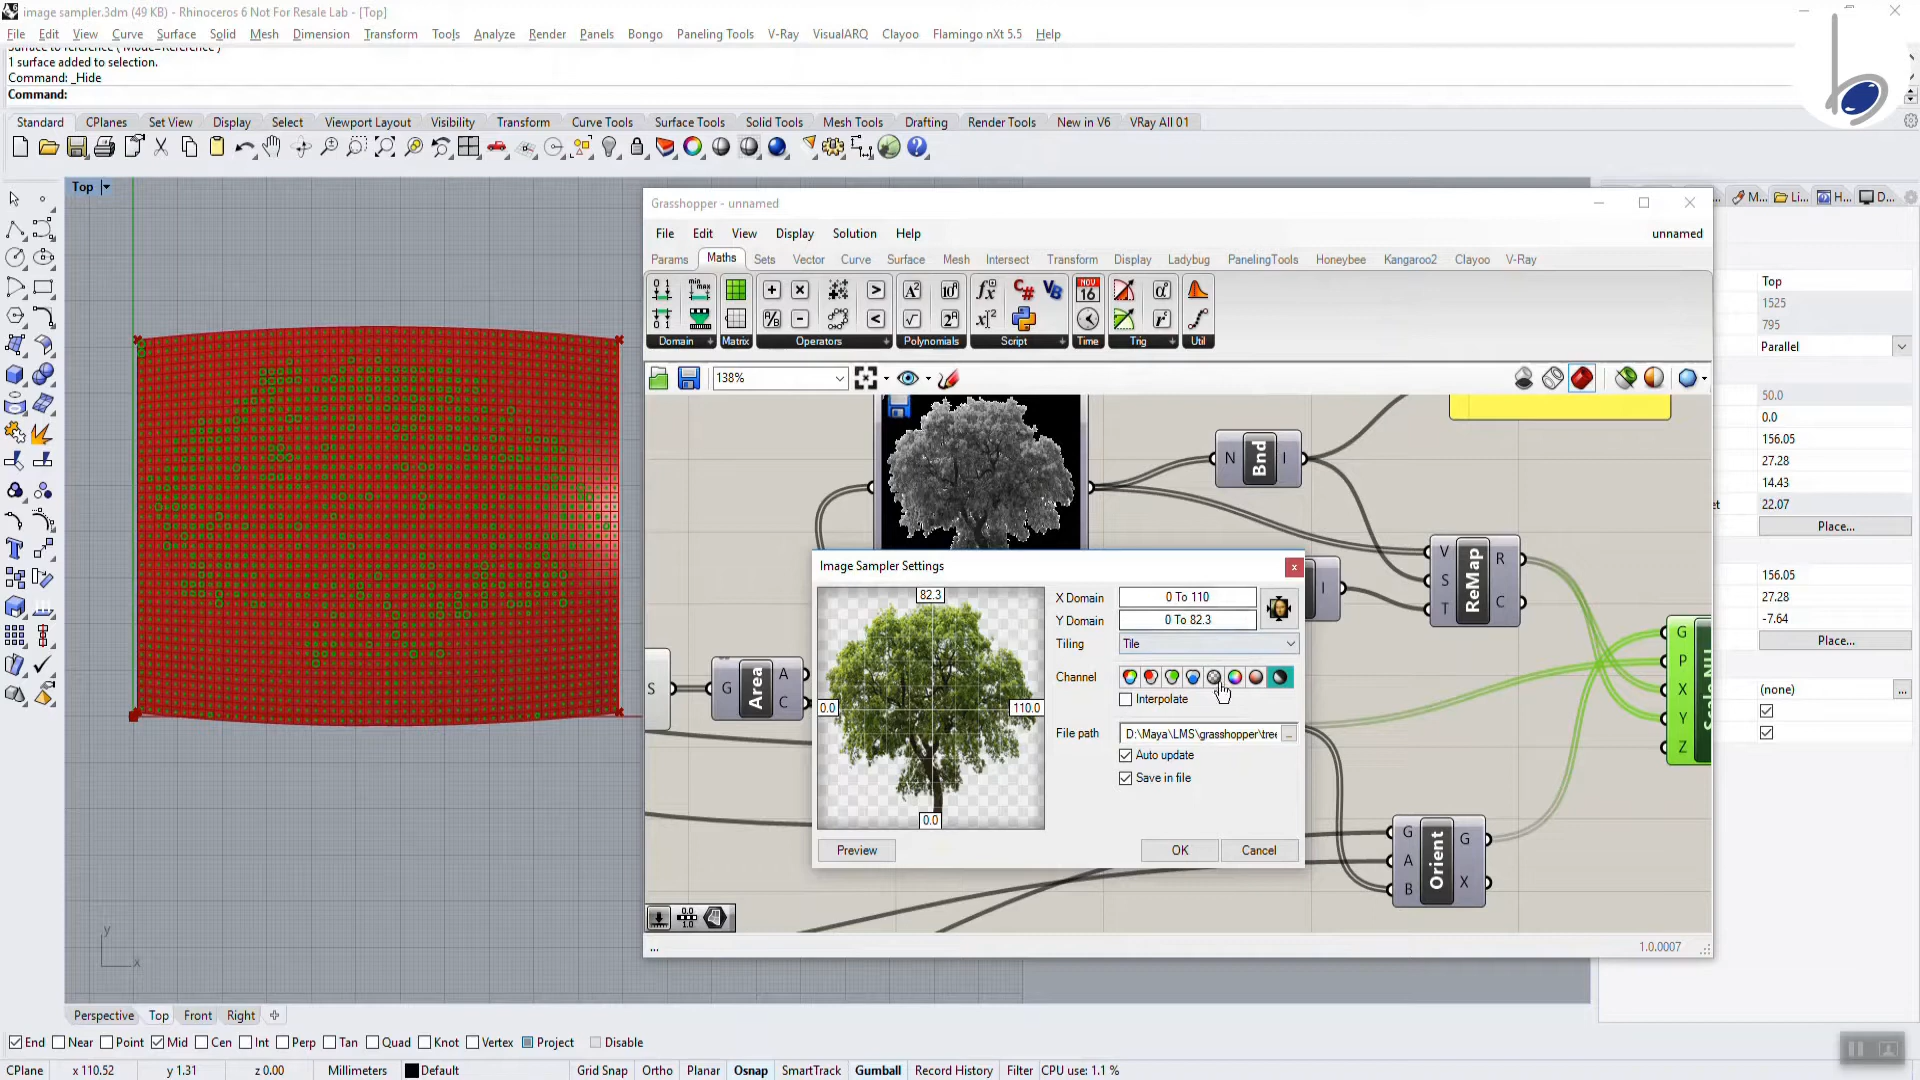 image sampler.3dm (49 KB) - Rhinoceros 6 Not For Resale Lab - [Top]
File Edit View Curve Surface Solid Mesh Dimension Transform Tools Analyze Render Panels Bongo Paneling Tools V-Ray VisualARQ Clayoo Flamingo nXt 5.5 Help
1 surface added to selection.
Command: _Hide
Command:
Standard CPlanes Set View Display Select Viewport Layout Visibility Transform Curve Tools Surface Tools Solid Tools Mesh Tools Drafting Render Tools New in V6 VRay All 01
Top
M... Li... H... D...
Grasshopper - unnamed
File Edit View Display Solution Help
unnamed
Params Maths Sets Vector Curve Surface Mesh Intersect Transform Display Ladybug PanelingTools Honeybee Kangaroo2 Clayoo V-Ray
Domain Matrix Operators Polynomials Script Time Trig Util
138%
N Bnd I
V S T ReMap R C
I
S
G Area A C
G P X Y Z
G A B Orient G X
Image Sampler Settings
82.3
0.0
110.0
0.0
X Domain 0 To 110
Y Domain 0 To 82.3
Tiling Tile
Channel
Interpolate
File path D:\Maya\LMS\grasshopper\tree ...
Auto update
Save in file
Preview OK Cancel
...
1.0.0007
Top
1525
795
Parallel
50.0
0.0
156.05
27.28
14.43
22.07
Place...
156.05
27.28
-7.64
Place...
(none) ...
y
x
Perspective Top Front Right
End Near Point Mid Cen Int Perp Tan Quad Knot Vertex Project Disable
CPlane x 110.52 y 1.31 z 0.00 Millimeters Default Grid Snap Ortho Planar Osnap SmartTrack Gumball Record History Filter CPU use: 1.1 %